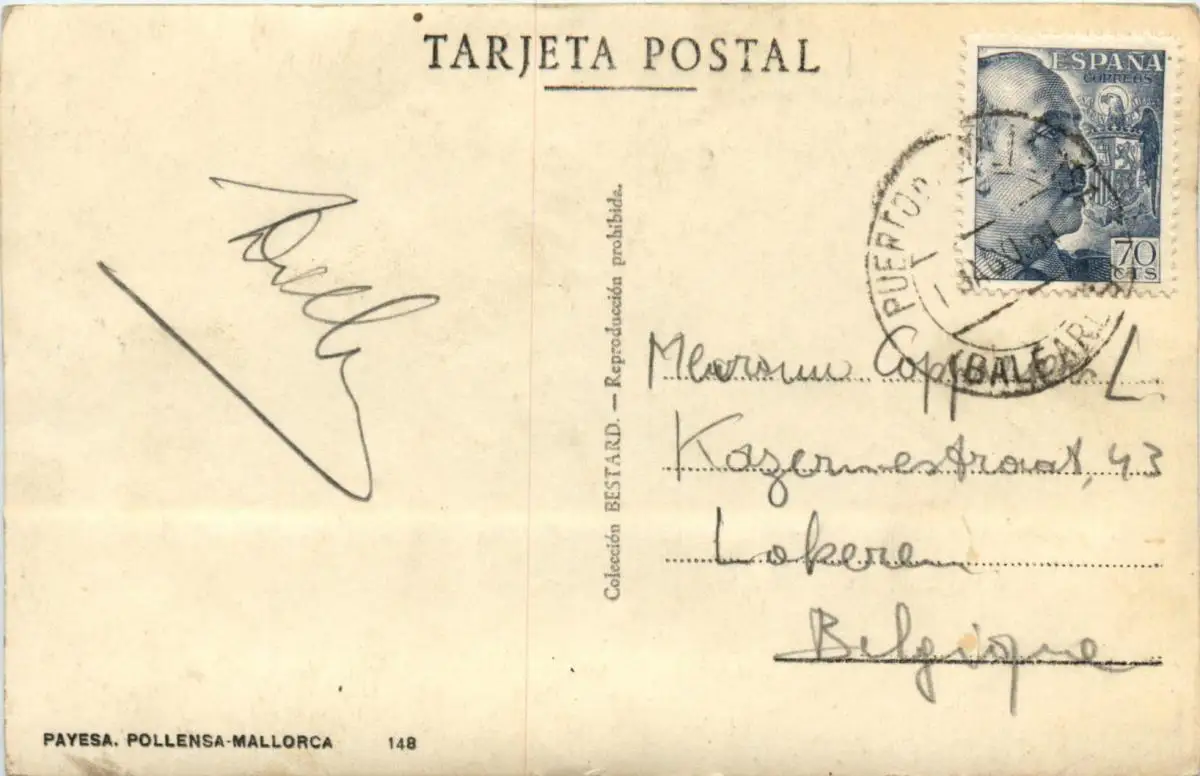 TARJETA POSTAL
ESPAÑA
CORREOS
70
CTS
PUERTO
(BALEARES)
Colección BESTARD. — Reproducción prohibida.
L
Kazernestraat, 43
Lokeren
Belgique
PAYESA. POLLENSA-MALLORCA 148